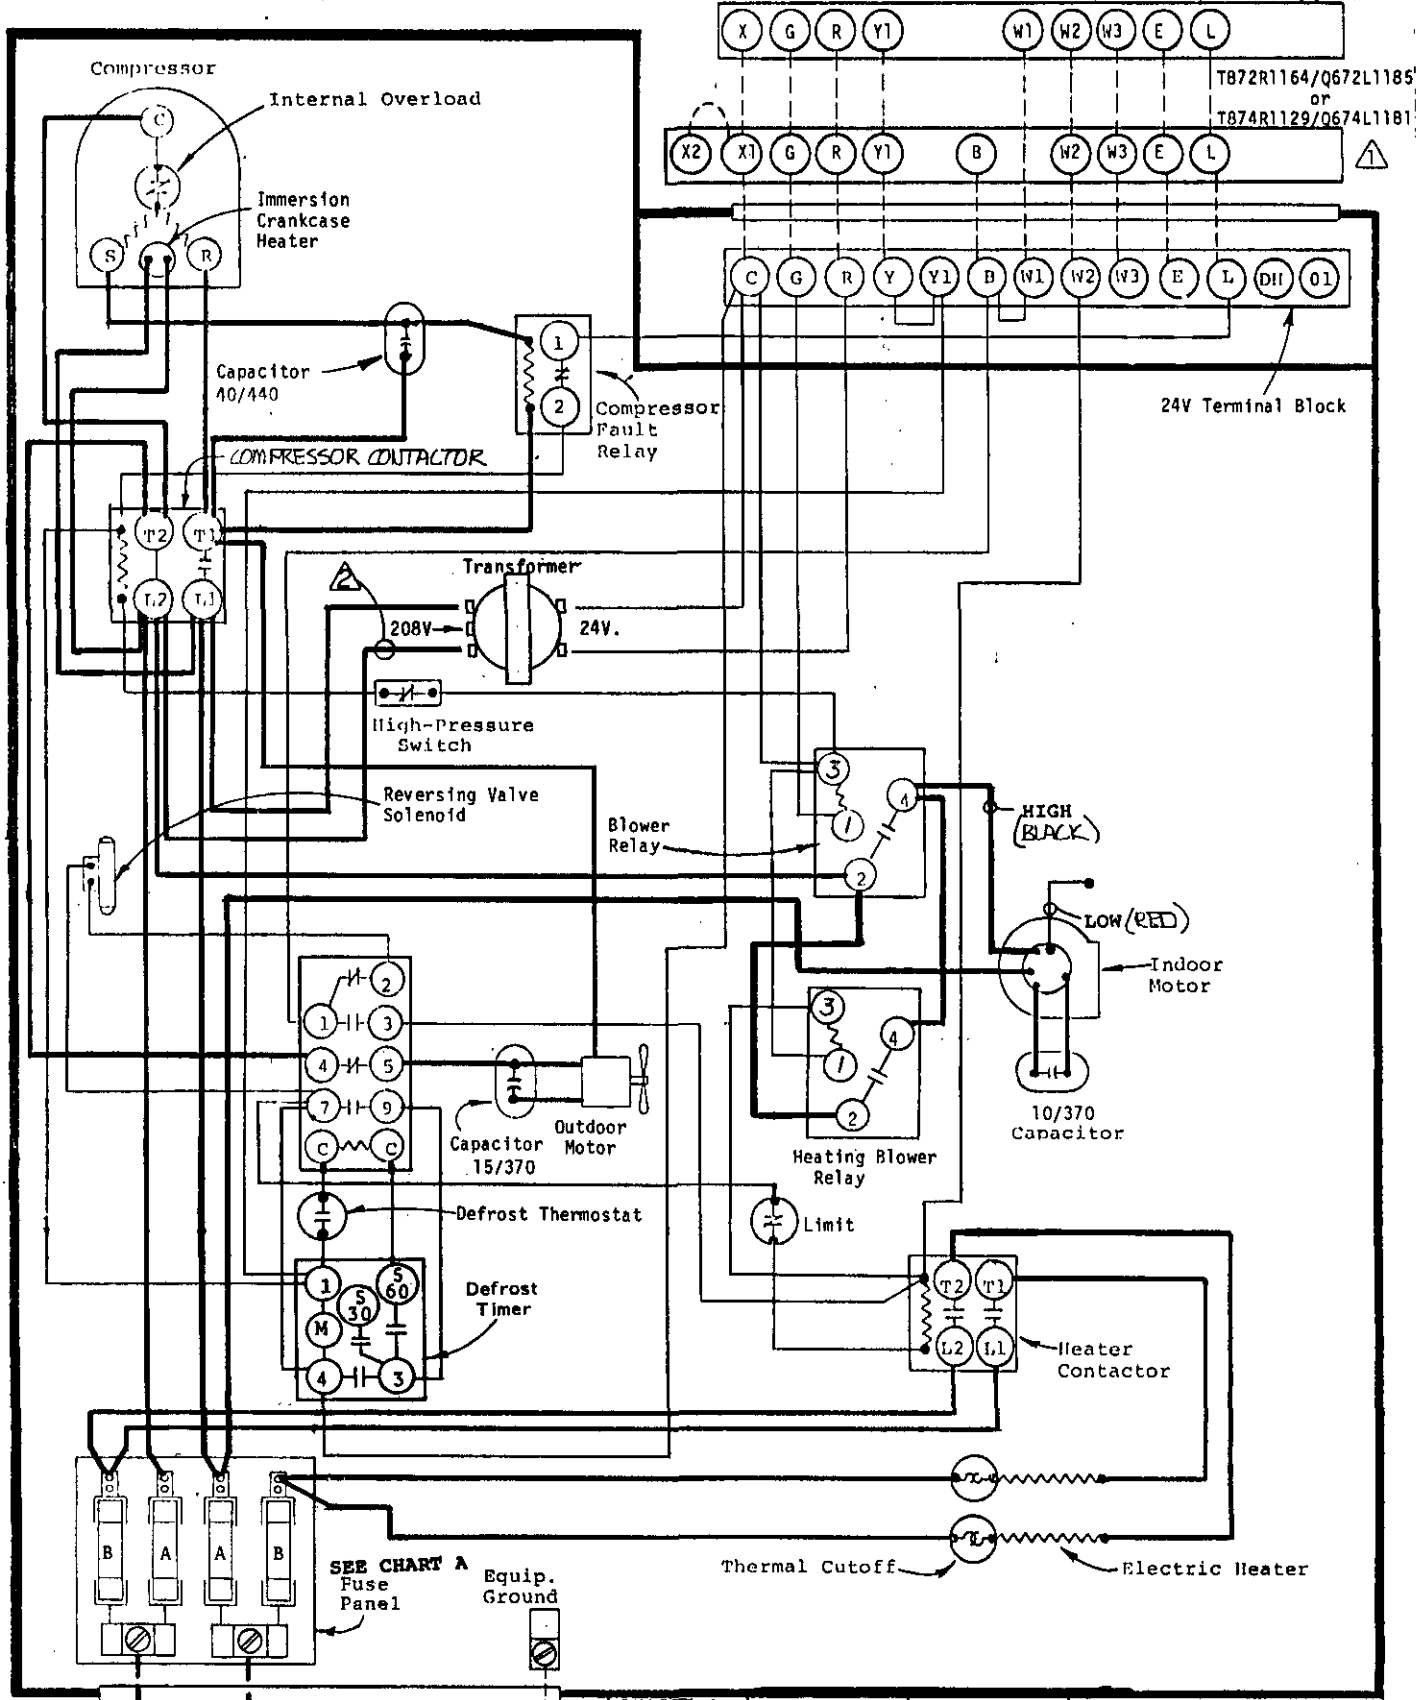 X G R Y1 W1 W2 W3 E L
T872R1164/Q672L1185
or
T874R1129/Q674L1181
X2 X1 G R Y1 B W2 W3 E L
1
C G R Y Y1 B W1 W2 W3 E L DH O1
24V Terminal Block
Compressor
C
Internal Overload
Immersion
Crankcase
Heater
S R
Capacitor
40/440
1
2
Compressor
Fault
Relay
COMPRESSOR CONTACTOR
T2 T1
L2 L1
2
Transformer
208V
24V.
High-Pressure
Switch
Reversing Valve
Solenoid
Blower
Relay
3
4
1
2
HIGH
(BLACK)
LOW (RED)
Indoor
Motor
10/370
Capacitor
2
1 3
4 5
7 9
C C
Capacitor
15/370
Outdoor
Motor
3
4
1
2
Heating Blower
Relay
Defrost Thermostat
Limit
1
S
30
S
60
M
4 3
Defrost
Timer
T2 T1
L2 L1
Heater
Contactor
B A A B
SEE CHART A
Fuse
Panel
Equip.
Ground
Thermal Cutoff
Electric Heater